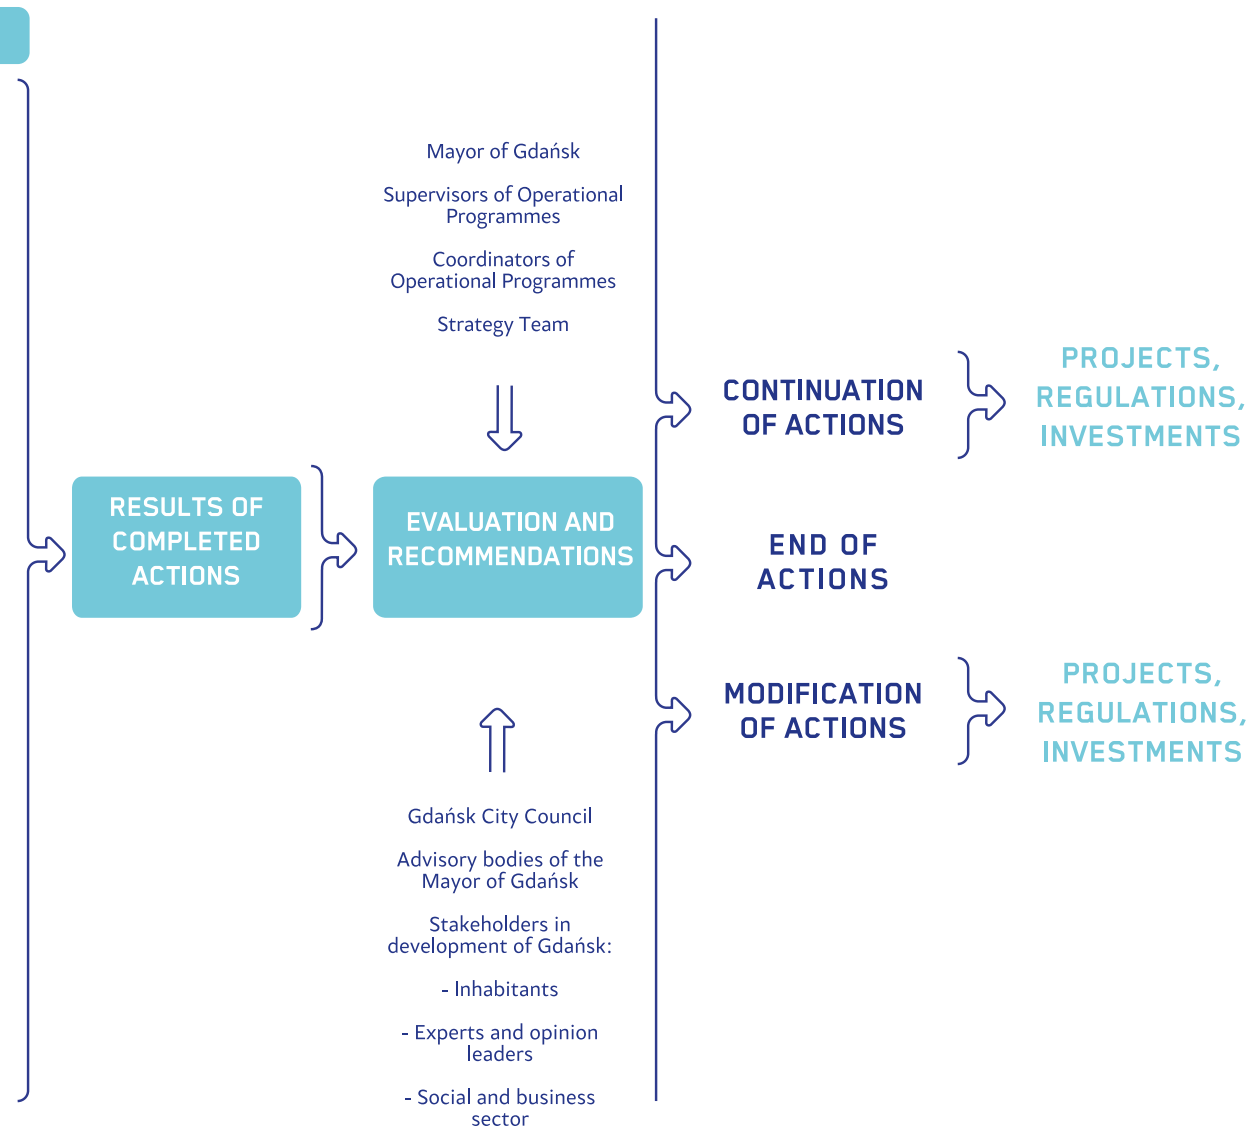 Mayor of Gdańsk
Supervisors of Operational
Programmes
Coordinators of
Operational Programmes
Strategy Team
RESULTS OF
COMPLETED
ACTIONS
EVALUATION AND
RECOMMENDATIONS
Gdańsk City Council
Advisory bodies of the
Mayor of Gdańsk
Stakeholders in
development of Gdańsk:
- Inhabitants
- Experts and opinion
leaders
- Social and business
sector
CONTINUATION
OF ACTIONS
PROJECTS,
REGULATIONS,
INVESTMENTS
END OF
ACTIONS
MODIFICATION
OF ACTIONS
PROJECTS,
REGULATIONS,
INVESTMENTS